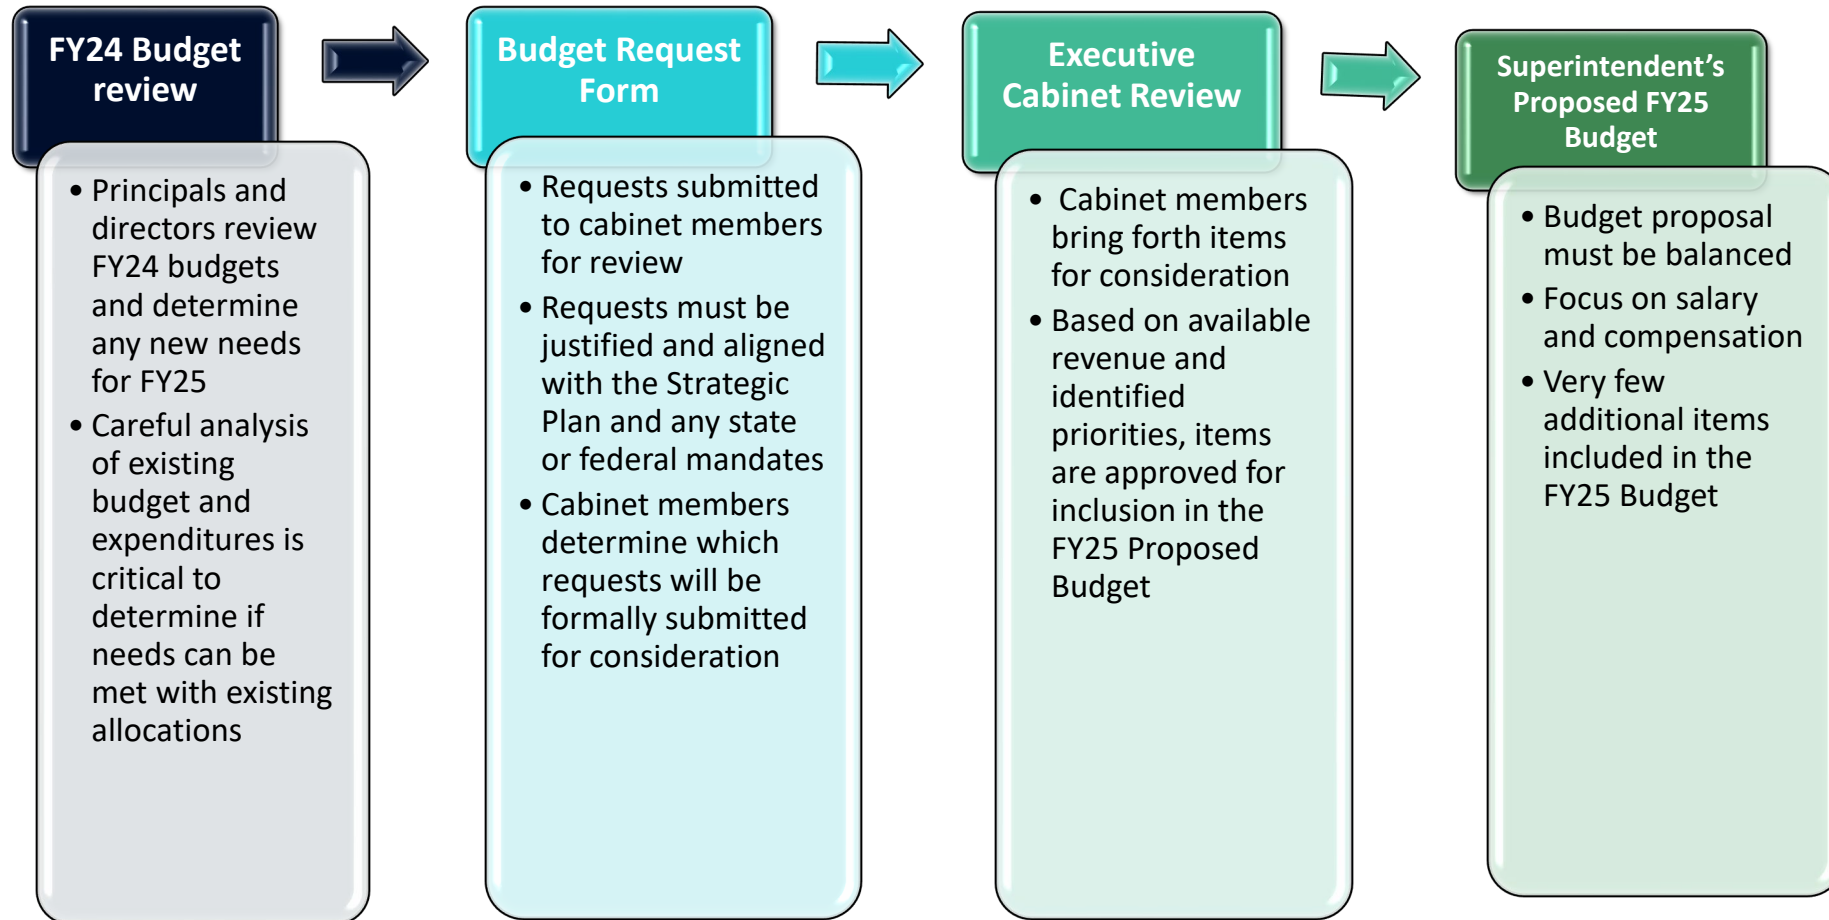 FY24 Budget
review
• Principals and
directors review
FY24 budgets
and determine
any new needs
for FY25
• Careful analysis
of existing
budget and
expenditures is
critical to
determine if
needs can be
met with existing
allocations
Budget Request
Form
• Requests submitted
to cabinet members
for review
• Requests must be
justified and aligned
with the Strategic
Plan and any state
or federal mandates
• Cabinet members
determine which
requests will be
formally submitted
for consideration
Executive
Cabinet Review
• Cabinet members
bring forth items
for consideration
• Based on available
revenue and
identified
priorities, items
are approved for
inclusion in the
FY25 Proposed
Budget
Superintendent’s
Proposed FY25
Budget
• Budget proposal
must be balanced
• Focus on salary
and compensation
• Very few
additional items
included in the
FY25 Budget